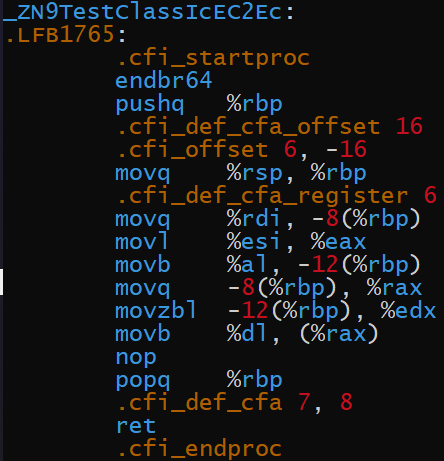 _ZN9TestClassIcEC2Ec:
.LFB1765:
        .cfi_startproc
        endbr64
        pushq   %rbp
        .cfi_def_cfa_offset 16
        .cfi_offset 6, -16
        movq    %rsp, %rbp
        .cfi_def_cfa_register 6
        movq    %rdi, -8(%rbp)
        movl    %esi, %eax
        movb    %al, -12(%rbp)
        movq    -8(%rbp), %rax
        movzbl  -12(%rbp), %edx
        movb    %dl, (%rax)
        nop
        popq    %rbp
        .cfi_def_cfa 7, 8
        ret
        .cfi_endproc